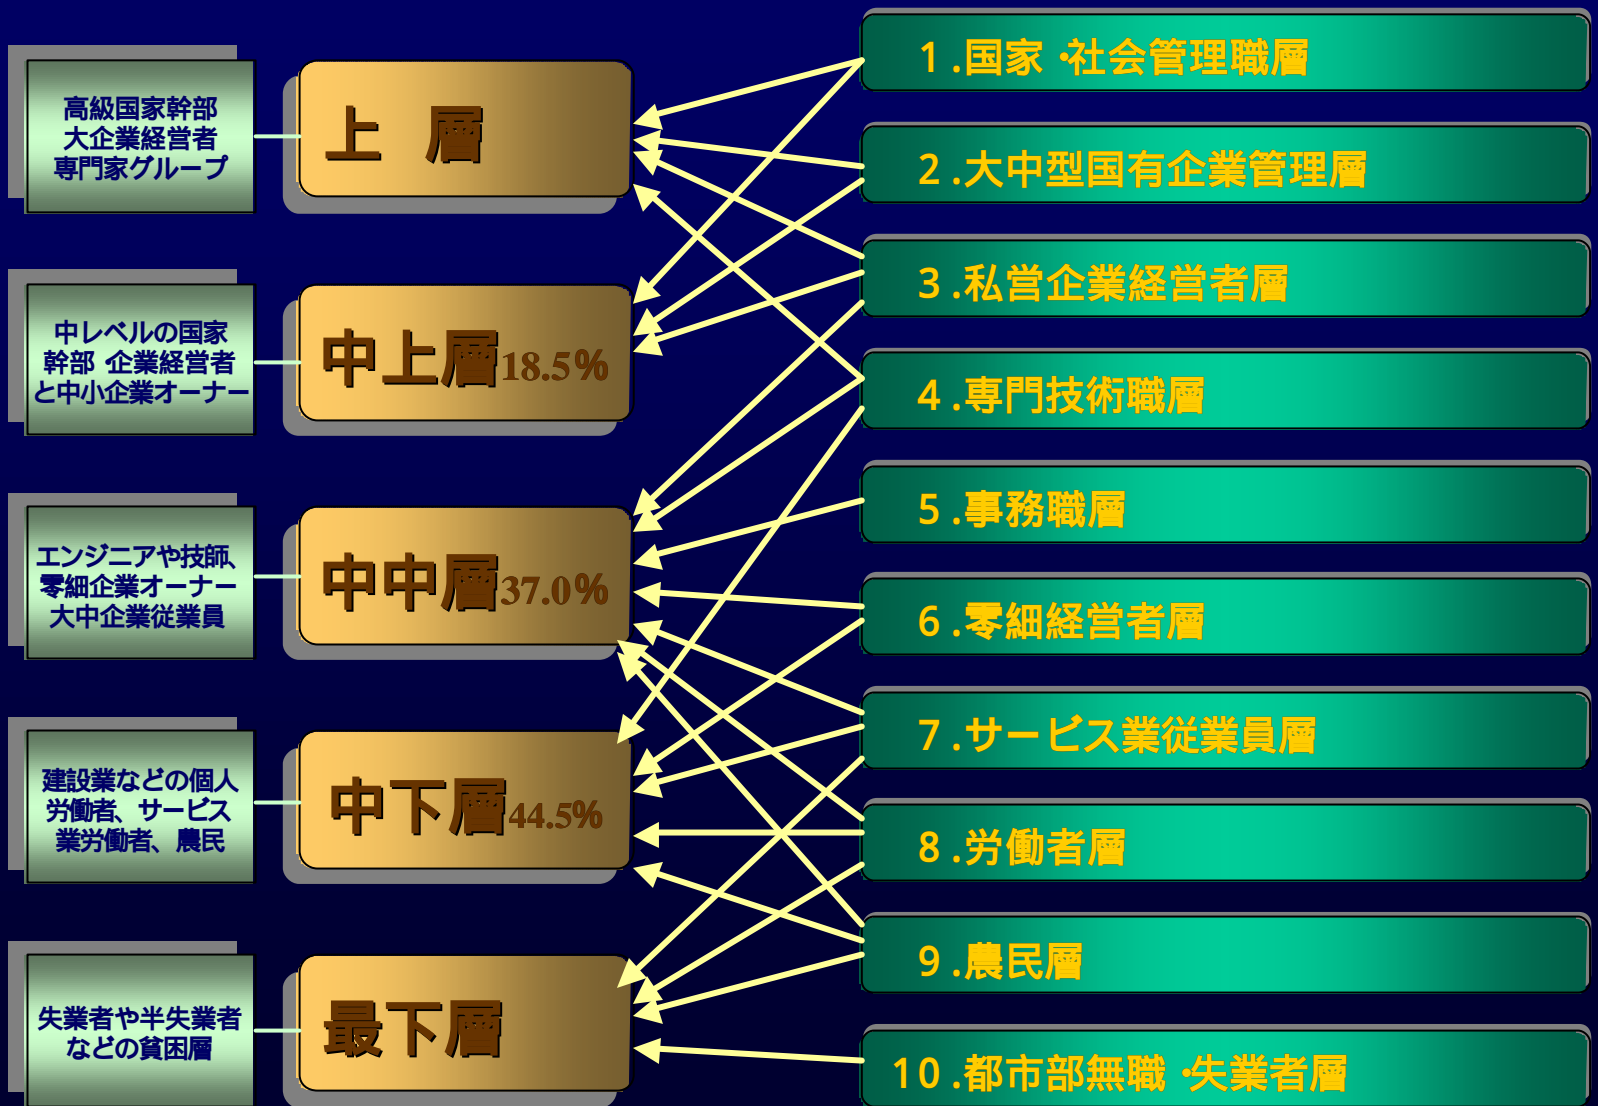 高級国家幹部
大企業経営者
専門家グループ
上 層
中レベルの国家
幹部・企業経営者
と中小企業オーナー
中上層18.5%
エンジニアや技師、
零細企業オーナー
大中企業従業員
中中層37.0%
建設業などの個人
労働者、サービス
業労働者、農民
中下層44.5%
失業者や半失業者
などの貧困層
最下層
1.国家・社会管理職層
2.大中型国有企業管理層
3.私営企業経営者層
4.専門技術職層
5.事務職層
6.零細経営者層
7.サービス業従業員層
8.労働者層
9.農民層
10.都市部無職・失業者層